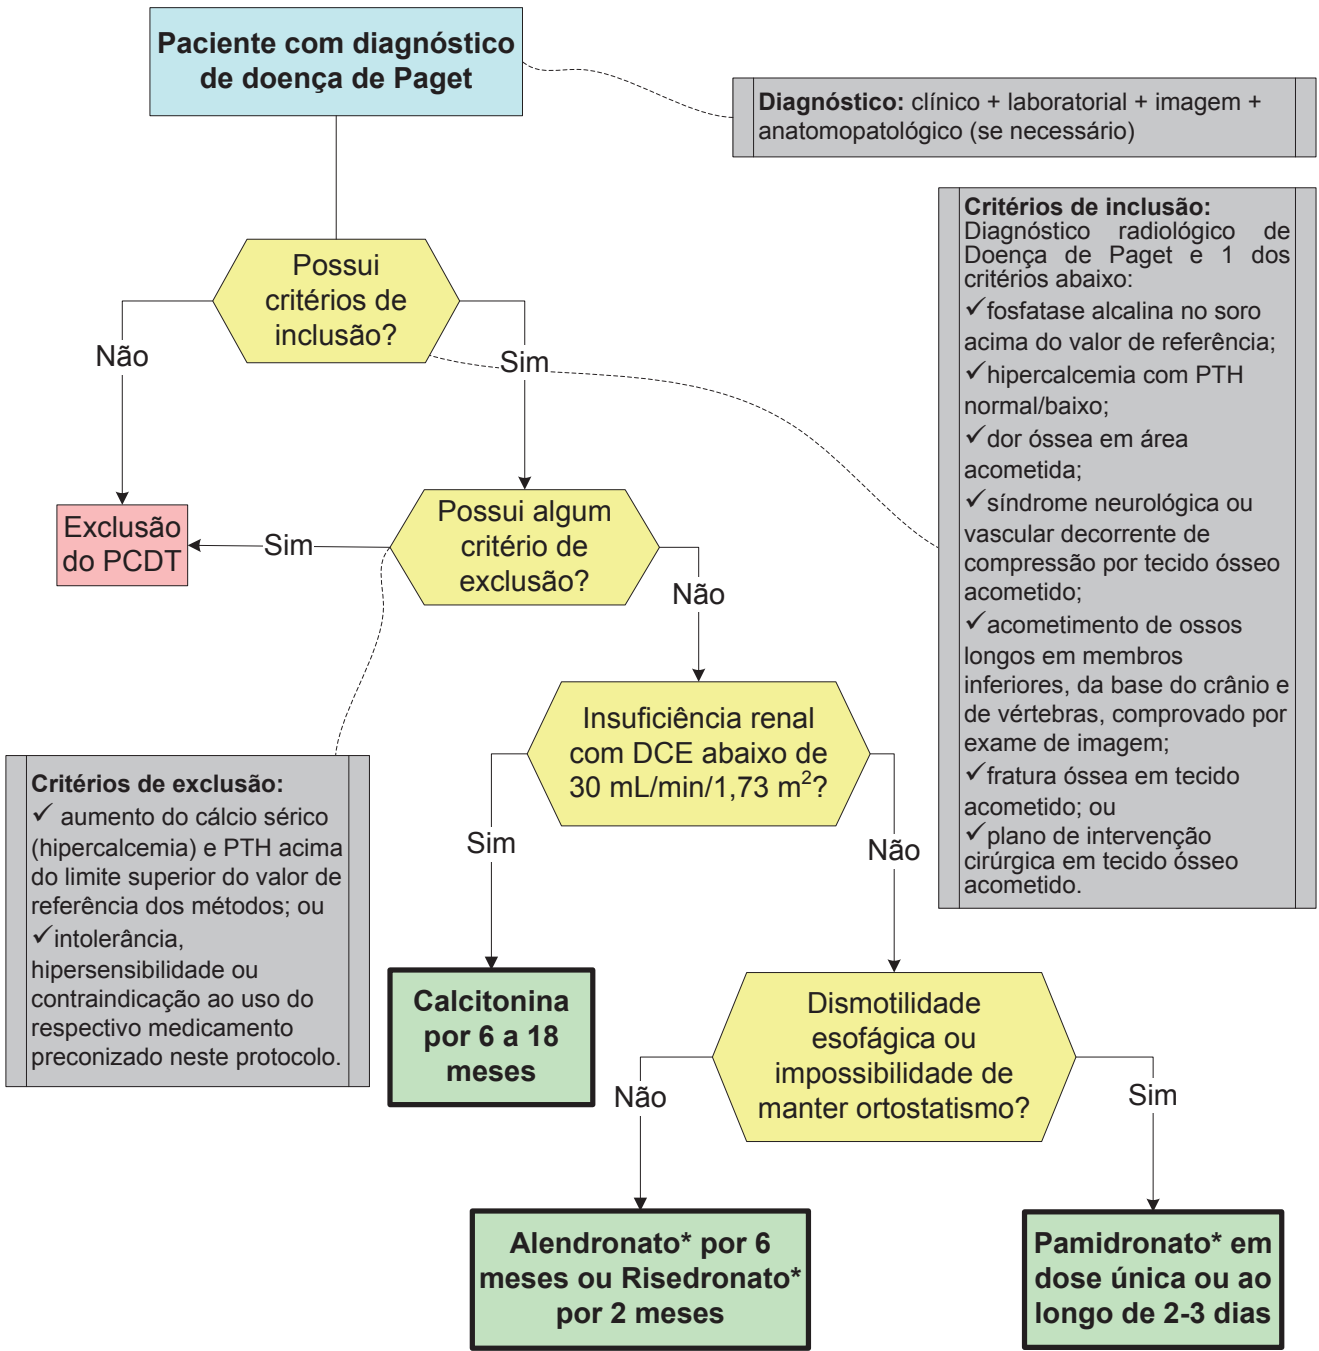 Paciente com diagnóstico
de doença de Paget
Diagnóstico: clínico + laboratorial + imagem +
anatomopatológico (se necessário)
Possui
critérios de
inclusão?
Não
Sim
Critérios de inclusão:
Diagnóstico radiológico de
Doença de Paget e 1 dos
critérios abaixo:
✓fosfatase alcalina no soro
acima do valor de referência;
✓hipercalcemia com PTH
normal/baixo;
✓dor óssea em área
acometida;
✓síndrome neurológica ou
vascular decorrente de
compressão por tecido ósseo
acometido;
✓acometimento de ossos
longos em membros
inferiores, da base do crânio e
de vértebras, comprovado por
exame de imagem;
✓fratura óssea em tecido
acometido; ou
✓plano de intervenção
cirúrgica em tecido ósseo
acometido.
Exclusão
do PCDT
Sim
Possui algum
critério de
exclusão?
Não
Critérios de exclusão:
✓ aumento do cálcio sérico
(hipercalcemia) e PTH acima
do limite superior do valor de
referência dos métodos; ou
✓intolerância,
hipersensibilidade ou
contraindicação ao uso do
respectivo medicamento
preconizado neste protocolo.
Insuficiência renal
com DCE abaixo de
30 mL/min/1,73 m²?
Sim
Não
Calcitonina
por 6 a 18
meses
Dismotilidade
esofágica ou
impossibilidade de
manter ortostatismo?
Não
Sim
Alendronato* por 6
meses ou Risedronato*
por 2 meses
Pamidronato* em
dose única ou ao
longo de 2-3 dias